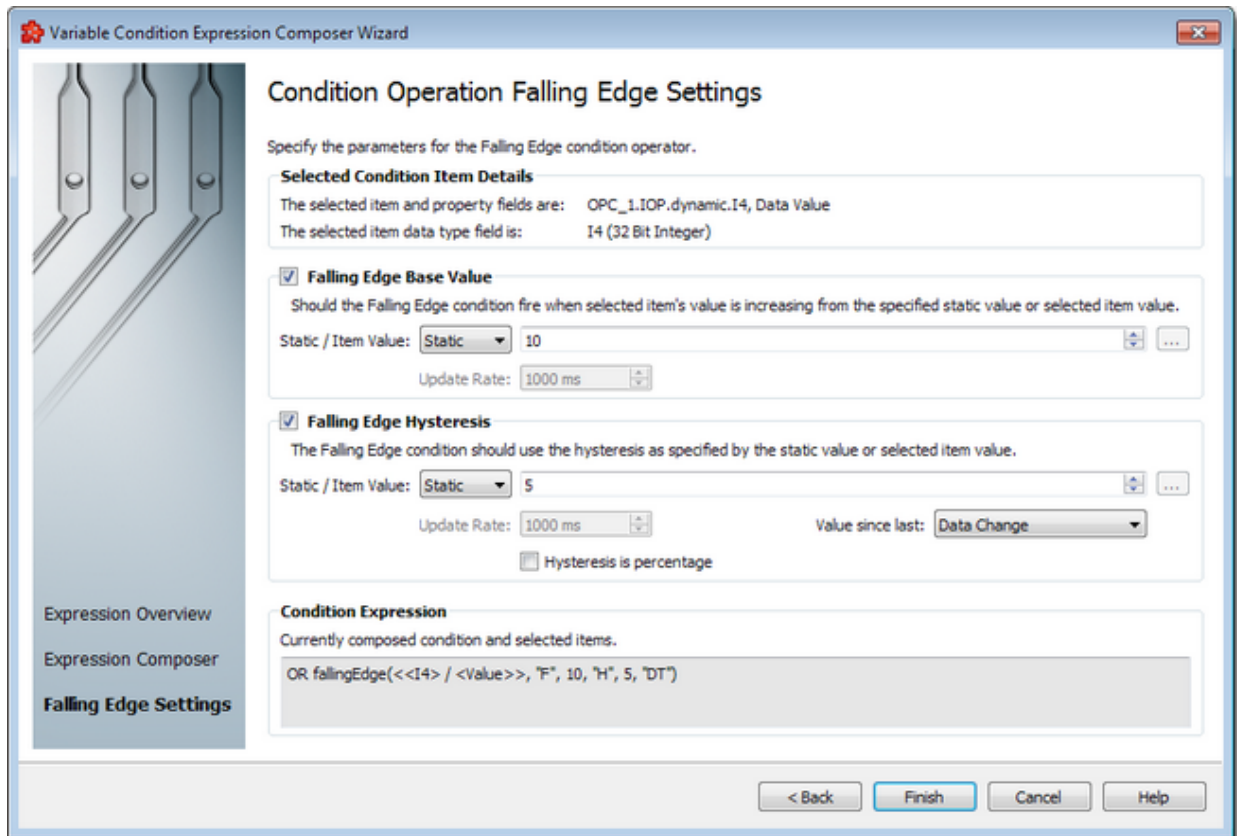 Variable Condition Expression Composer Wizard
Condition Operation Falling Edge Settings
Specify the parameters for the Falling Edge condition operator.
Selected Condition Item Details
The selected item and property fields are: OPC_1.IOP.dynamic.I4, Data Value
The selected item data type field is: I4 (32 Bit Integer)
Falling Edge Base Value
Should the Falling Edge condition fire when selected item's value is increasing from the specified static value or selected item value.
Static / Item Value: Static 10 ...
Update Rate: 1000 ms
Falling Edge Hysteresis
The Falling Edge condition should use the hysteresis as specified by the static value or selected item value.
Static / Item Value: Static 5 ...
Update Rate: 1000 ms Value since last: Data Change
Hysteresis is percentage
Expression Overview
Expression Composer
Falling Edge Settings
Condition Expression
Currently composed condition and selected items.
OR fallingEdge(<<I4> / <Value>>, "F", 10, "H", 5, "DT")
< Back Finish Cancel Help